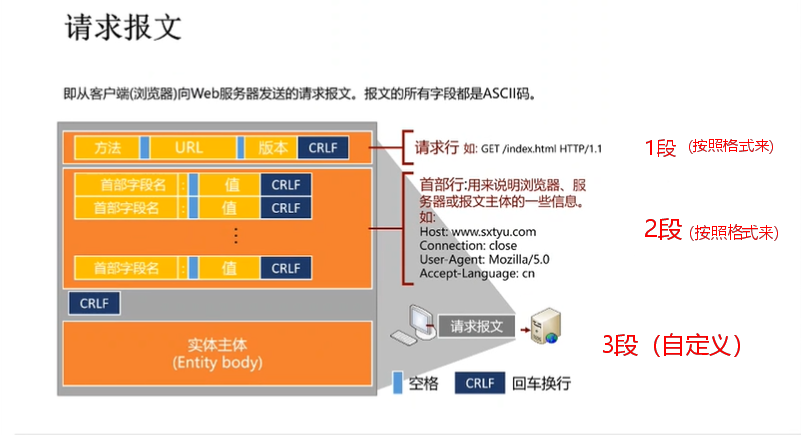 请求报文
即从客户端(浏览器)向Web服务器发送的请求报文。报文的所有字段都是ASCII码。
方法 URL 版本 CRLF
请求行 如: GET /index.html HTTP/1.1
1段 (按照格式来)
首部字段名 : 值 CRLF
首部字段名 : 值 CRLF
⋮
首部字段名 : 值 CRLF
首部行:用来说明浏览器、服
务器或报文主体的一些信息。
如:
Host: www.sxtyu.com
Connection: close
User-Agent: Mozilla/5.0
Accept-Language: cn
2段 (按照格式来)
CRLF
实体主体
(Entity body)
请求报文
3段（自定义）
空格 CRLF 回车换行